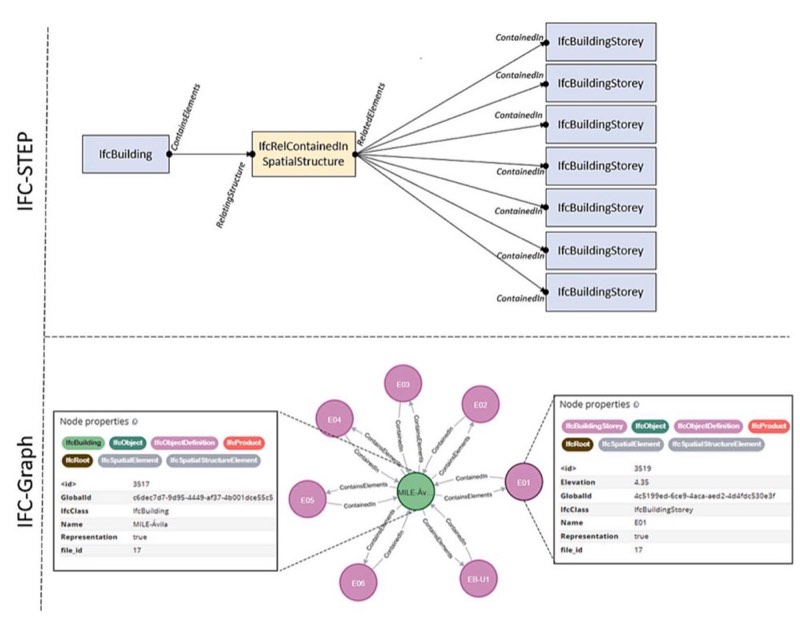 IFC-STEP
IfcBuilding
ContainsElements
RelatingStructure
IfcRelContainedIn
SpatialStructure
RelatedElements
ContainedIn
IfcBuildingStorey
ContainedIn
IfcBuildingStorey
ContainedIn
IfcBuildingStorey
ContainedIn
IfcBuildingStorey
ContainedIn
IfcBuildingStorey
ContainedIn
IfcBuildingStorey
ContainedIn
IfcBuildingStorey
IFC-Graph
Node properties
IfcBuilding IfcObject IfcObjectDefinition IfcProduct
IfcRoot IfcSpatialElement IfcSpatialStructureElement
<id> 3517
GlobalId c6dec7d7-9d95-4449-af37-4b001dce55c5
IfcClass IfcBuilding
Name MILE-Ávila
Representation true
file_id 17
E03
E04
E02
E05
MILE-Áv...
E01
E06
EB-U1
ContainsElements
ContainedIn
ContainsElements
ContainedIn
ContainsElements
ContainedIn
ContainsElements
ContainedIn
ContainsElements
ContainedIn
ContainsElements
ContainedIn
ContainsElements
ContainedIn
Node properties
IfcBuildingStorey IfcObject IfcObjectDefinition IfcProduct
IfcRoot IfcSpatialElement IfcSpatialStructureElement
<id> 3519
Elevation 4.35
GlobalId 4c5199ed-6ce9-4aca-aed2-4d4fdc530e3f
IfcClass IfcBuildingStorey
Name E01
Representation true
file_id 17